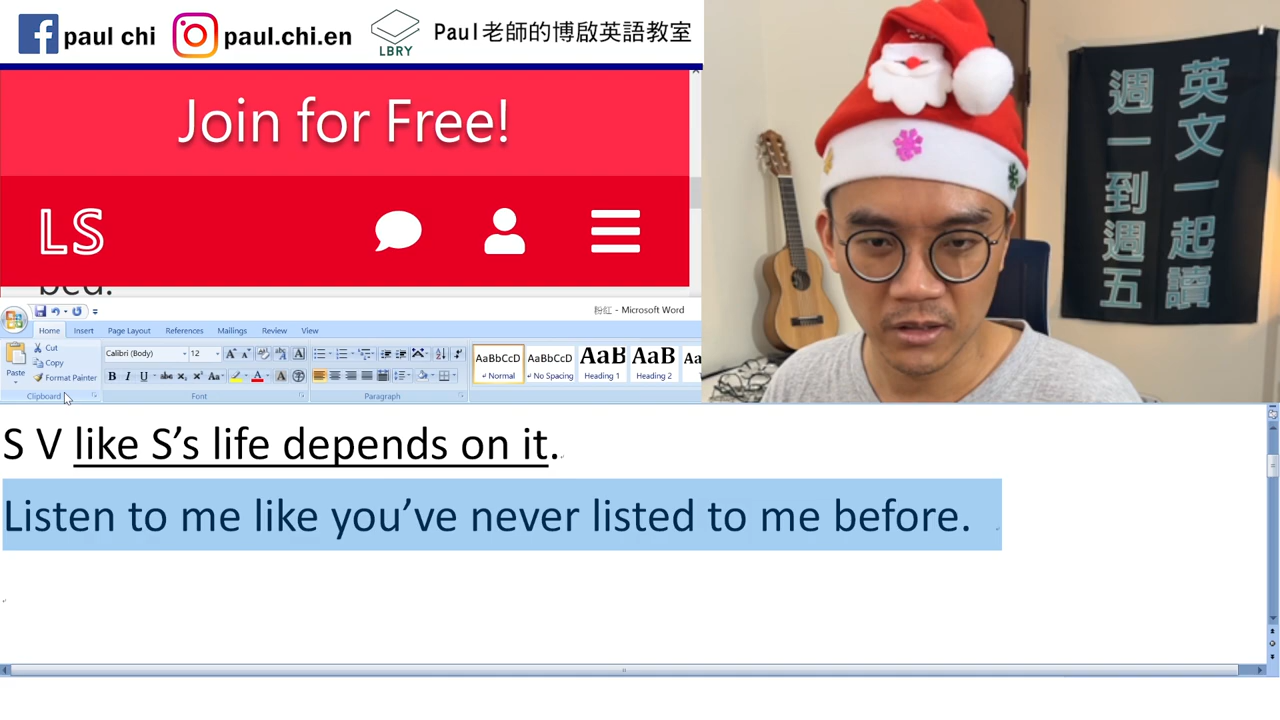 paul chi
paul.chi.en
LBRY
Paul老師的博啟英語教室
Join for Free!
LS
bed.
粉紅 - Microsoft Word
Home Insert Page Layout References Mailings Review View
Paste
Cut
Copy
Format Painter
Clipboard
Calibri (Body) 12
Font
Paragraph
AaBbCcD AaBbCcD AaB AaB Aa
Normal No Spacing Heading 1 Heading 2
S V like S’s life depends on it.
Listen to me like you’ve never listed to me before.
英文一起讀
週一到週五